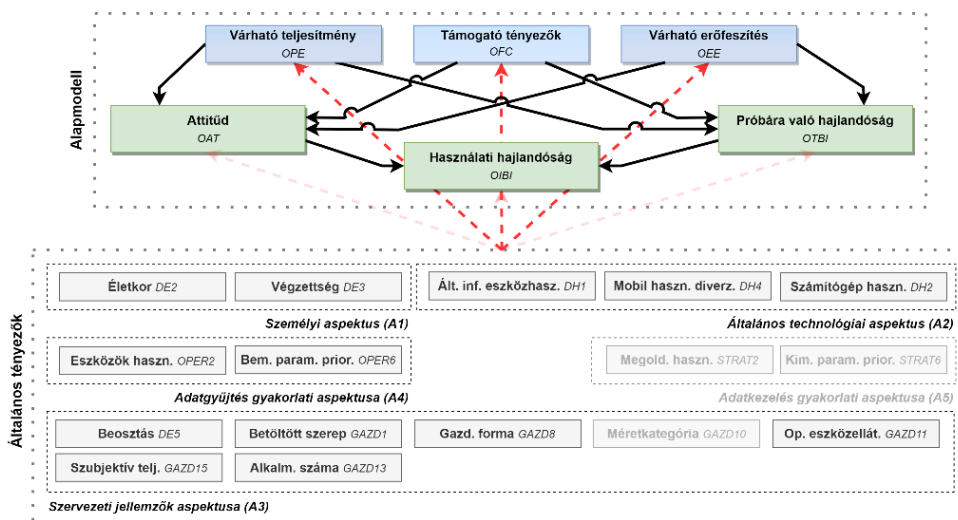 Várható teljesítmény
OPE
Támogató tényezők
OFC
Várható erőfeszítés
OEE
Alapmodell
Attitűd
OAT
Használati hajlandóság
OIBI
Próbára való hajlandóság
OTBI
Általános tényezők
Életkor DE2
Végzettség DE3
Személyi aspektus (A1)
Ált. inf. eszközhasz. DH1
Mobil haszn. diverz. DH4
Számítógép haszn. DH2
Általános technológiai aspektus (A2)
Eszközök haszn. OPER2
Bem. param. prior. OPER6
Adatgyűjtés gyakorlati aspektusa (A4)
Megold. haszn. STRAT2
Kim. param. prior. STRAT6
Adatkezelés gyakorlati aspektusa (A5)
Beosztás DE5
Betöltött szerep GAZD1
Gazd. forma GAZD8
Méretkategória GAZD10
Op. eszközellát. GAZD11
Szubjektív telj. GAZD15
Alkalm. száma GAZD13
Szervezeti jellemzők aspektusa (A3)